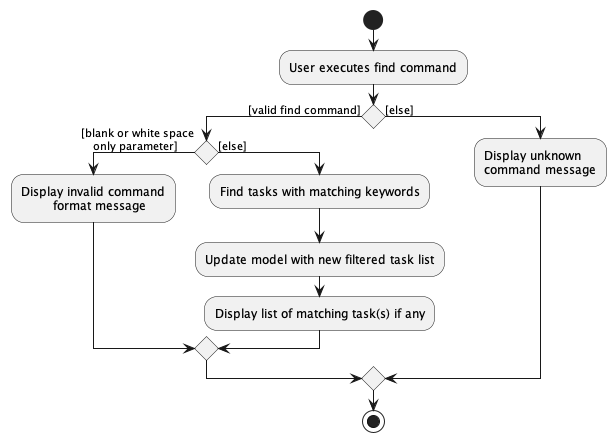 User executes find command
[valid find command]
[else]
[blank or white space
only parameter]
[else]
Display unknown
command message
Display invalid command
format message
Find tasks with matching keywords
Update model with new filtered task list
Display list of matching task(s) if any